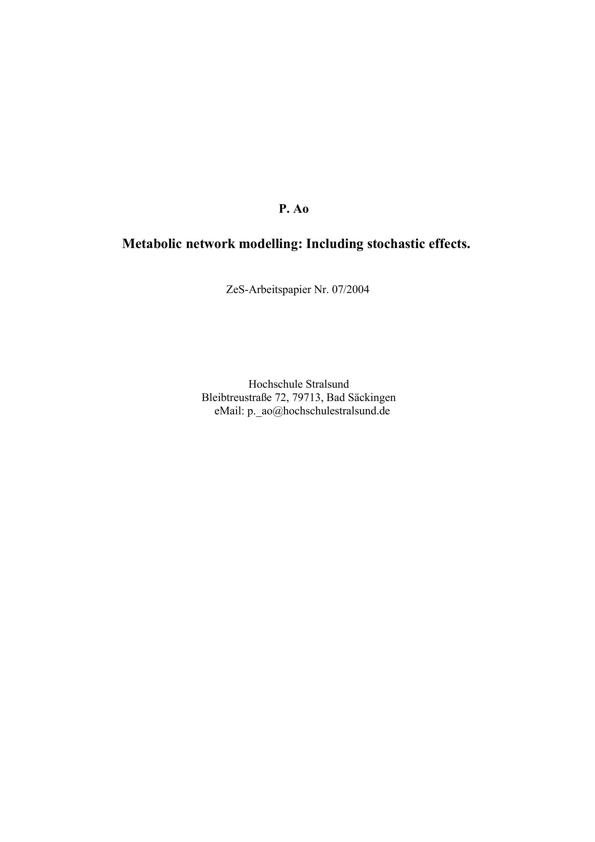 P. Ao
Metabolic network modelling: Including stochastic effects.
ZeS-Arbeitspapier Nr. 07/2004
Hochschule Stralsund
Bleibtreustraße 72, 79713, Bad Säckingen
eMail: p._ao@hochschulestralsund.de